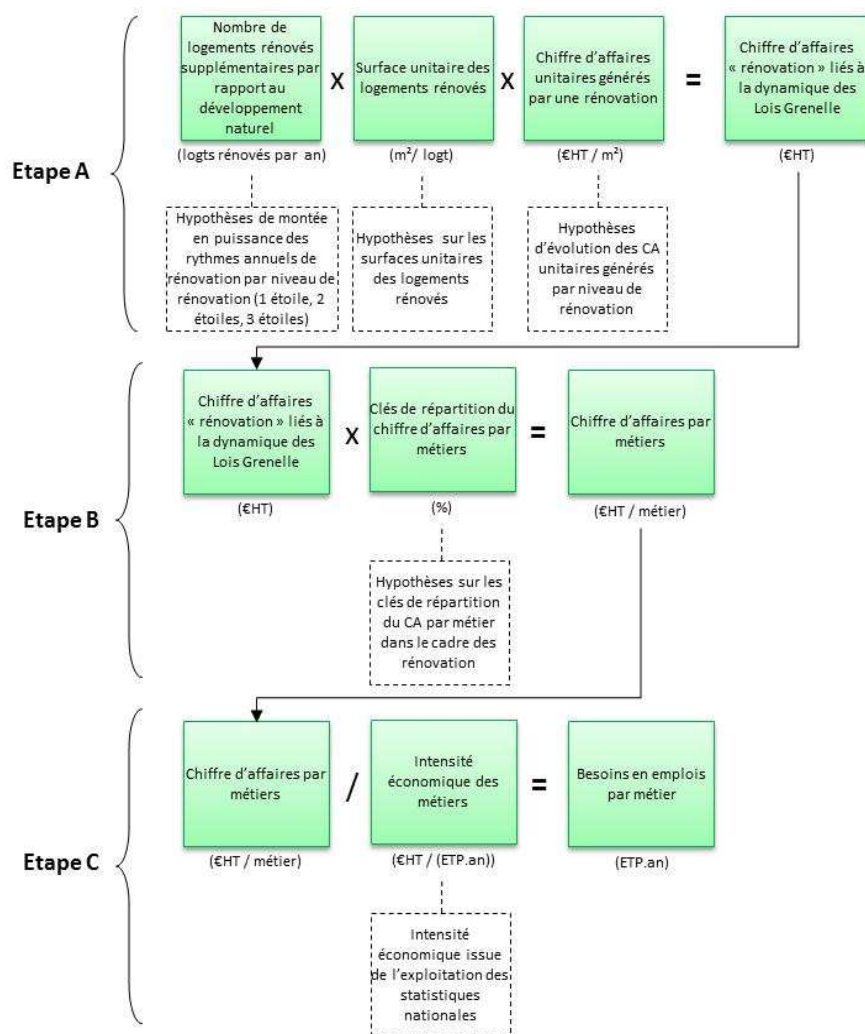 Nombre de
logements rénovés
supplémentaires par
rapport au
développement
naturel
X
Surface unitaire des
logements rénovés
X
Chiffre d'affaires
unitaires générés
par une rénovation
=
Chiffre d'affaires
« rénovation » liés à
la dynamique des
Lois Grenelle
(logts rénovés par an)
(m²/ logt)
(€HT / m²)
(€HT)
Etape A
Hypothèses de montée
en puissance des
rythmes annuels de
rénovation par niveau de
rénovation (1 étoile, 2
étoiles, 3 étoiles)
Hypothèses sur les
surfaces unitaires
des logements
rénovés
Hypothèses
d'évolution des CA
unitaires générés
par niveau de
rénovation
Chiffre d'affaires
« rénovation » liés à
la dynamique des
Lois Grenelle
X
Clés de répartition du
chiffre d'affaires par
métiers
=
Chiffre d'affaires par
métiers
(€HT)
(%)
(€HT / métier)
Etape B
Hypothèses sur les
clés de répartition
du CA par métier
dans le cadre des
rénovation
Chiffre d'affaires par
métiers
/
Intensité
économique des
métiers
=
Besoins en emplois
par métier
(€HT / métier)
(€HT / (ETP.an))
(ETP.an)
Etape C
Intensité
économique issue
de l'exploitation des
statistiques
nationales